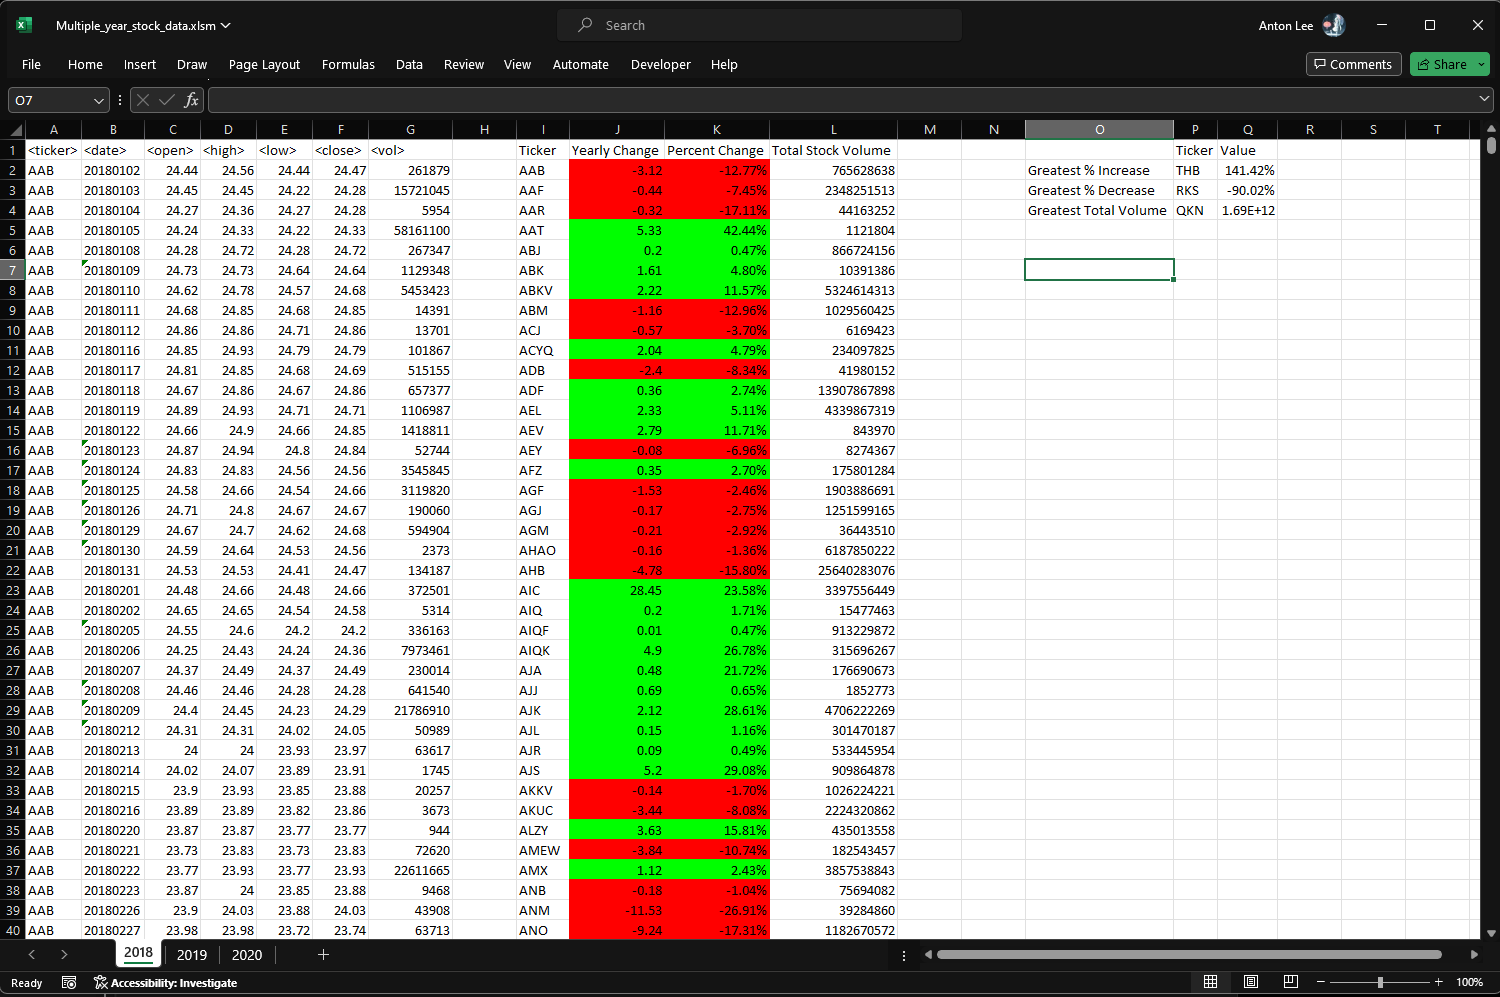 Multiple_year_stock_data.xlsm
Search
Anton Lee
File Home Insert Draw Page Layout Formulas Data Review View Automate Developer Help
Comments Share
O7 fx
A B C D E F G H I J K L M N O P Q R S T
1 <ticker> <date> <open> <high> <low> <close> <vol> Ticker Yearly Change Percent Change Total Stock Volume Ticker Value
2 AAB 20180102 24.44 24.56 24.44 24.47 261879 AAB -3.12 -12.77% 765628638 Greatest % Increase THB 141.42%
3 AAB 20180103 24.45 24.45 24.22 24.28 15721045 AAF -0.44 -7.45% 2348251513 Greatest % Decrease RKS -90.02%
4 AAB 20180104 24.27 24.36 24.27 24.28 5954 AAR -0.32 -17.11% 44163252 Greatest Total Volume QKN 1.69E+12
5 AAB 20180105 24.24 24.33 24.22 24.33 58161100 AAT 5.33 42.44% 1121804
6 AAB 20180108 24.28 24.72 24.28 24.72 267347 ABJ 0.2 0.47% 866724156
7 AAB 20180109 24.73 24.73 24.64 24.64 1129348 ABK 1.61 4.80% 10391386
8 AAB 20180110 24.62 24.78 24.57 24.68 5453423 ABKV 2.22 11.57% 5324614313
9 AAB 20180111 24.68 24.85 24.68 24.85 14391 ABM -1.16 -12.96% 1029560425
10 AAB 20180112 24.86 24.86 24.71 24.86 13701 ACJ -0.57 -3.70% 6169423
11 AAB 20180116 24.85 24.93 24.79 24.79 101867 ACYQ 2.04 4.79% 234097825
12 AAB 20180117 24.81 24.85 24.68 24.69 515155 ADB -2.4 -8.34% 41980152
13 AAB 20180118 24.67 24.86 24.67 24.86 657377 ADF 0.36 2.74% 13907867898
14 AAB 20180119 24.89 24.93 24.71 24.71 1106987 AEL 2.33 5.11% 4339867319
15 AAB 20180122 24.66 24.9 24.66 24.85 1418811 AEV 2.79 11.71% 843970
16 AAB 20180123 24.87 24.94 24.8 24.84 52744 AEY -0.08 -6.96% 8274367
17 AAB 20180124 24.83 24.83 24.56 24.56 3545845 AFZ 0.35 2.70% 175801284
18 AAB 20180125 24.58 24.66 24.54 24.66 3119820 AGF -1.53 -2.46% 1903886691
19 AAB 20180126 24.71 24.8 24.67 24.67 190060 AGJ -0.17 -2.75% 1251599165
20 AAB 20180129 24.67 24.7 24.62 24.68 594904 AGM -0.21 -2.92% 36443510
21 AAB 20180130 24.59 24.64 24.53 24.56 2373 AHAO -0.16 -1.36% 6187850222
22 AAB 20180131 24.53 24.53 24.41 24.47 134187 AHB -4.78 -15.80% 25640283076
23 AAB 20180201 24.48 24.66 24.48 24.66 372501 AIC 28.45 23.58% 3397556449
24 AAB 20180202 24.65 24.65 24.54 24.58 5314 AIQ 0.2 1.71% 15477463
25 AAB 20180205 24.55 24.6 24.2 24.2 336163 AIQF 0.01 0.47% 913229872
26 AAB 20180206 24.25 24.43 24.24 24.36 7973461 AIQK 4.9 26.78% 315696267
27 AAB 20180207 24.37 24.49 24.37 24.49 230014 AJA 0.48 21.72% 176690673
28 AAB 20180208 24.46 24.46 24.28 24.28 641540 AJJ 0.69 0.65% 1852773
29 AAB 20180209 24.4 24.45 24.23 24.29 21786910 AJK 2.12 28.61% 4706222269
30 AAB 20180212 24.31 24.31 24.02 24.05 50989 AJL 0.15 1.16% 301470187
31 AAB 20180213 24 24 23.93 23.97 63617 AJR 0.09 0.49% 533445954
32 AAB 20180214 24.02 24.07 23.89 23.91 1745 AJS 5.2 29.08% 909864878
33 AAB 20180215 23.9 23.93 23.85 23.88 20257 AKKV -0.14 -1.70% 1026224221
34 AAB 20180216 23.89 23.89 23.82 23.86 3673 AKUC -3.44 -8.08% 2224320862
35 AAB 20180220 23.87 23.87 23.77 23.77 944 ALZY 3.63 15.81% 435013558
36 AAB 20180221 23.73 23.83 23.73 23.83 72620 AMEW -3.84 -10.74% 182543457
37 AAB 20180222 23.77 23.93 23.77 23.93 22611665 AMX 1.12 2.43% 3857538843
38 AAB 20180223 23.87 24 23.85 23.88 9468 ANB -0.18 -1.04% 75694082
39 AAB 20180226 23.9 24.03 23.88 24.03 43908 ANM -11.53 -26.91% 39284860
40 AAB 20180227 23.98 23.98 23.72 23.74 63713 ANO -9.24 -17.31% 1182670572
2018 2019 2020
Ready Accessibility: Investigate 100%